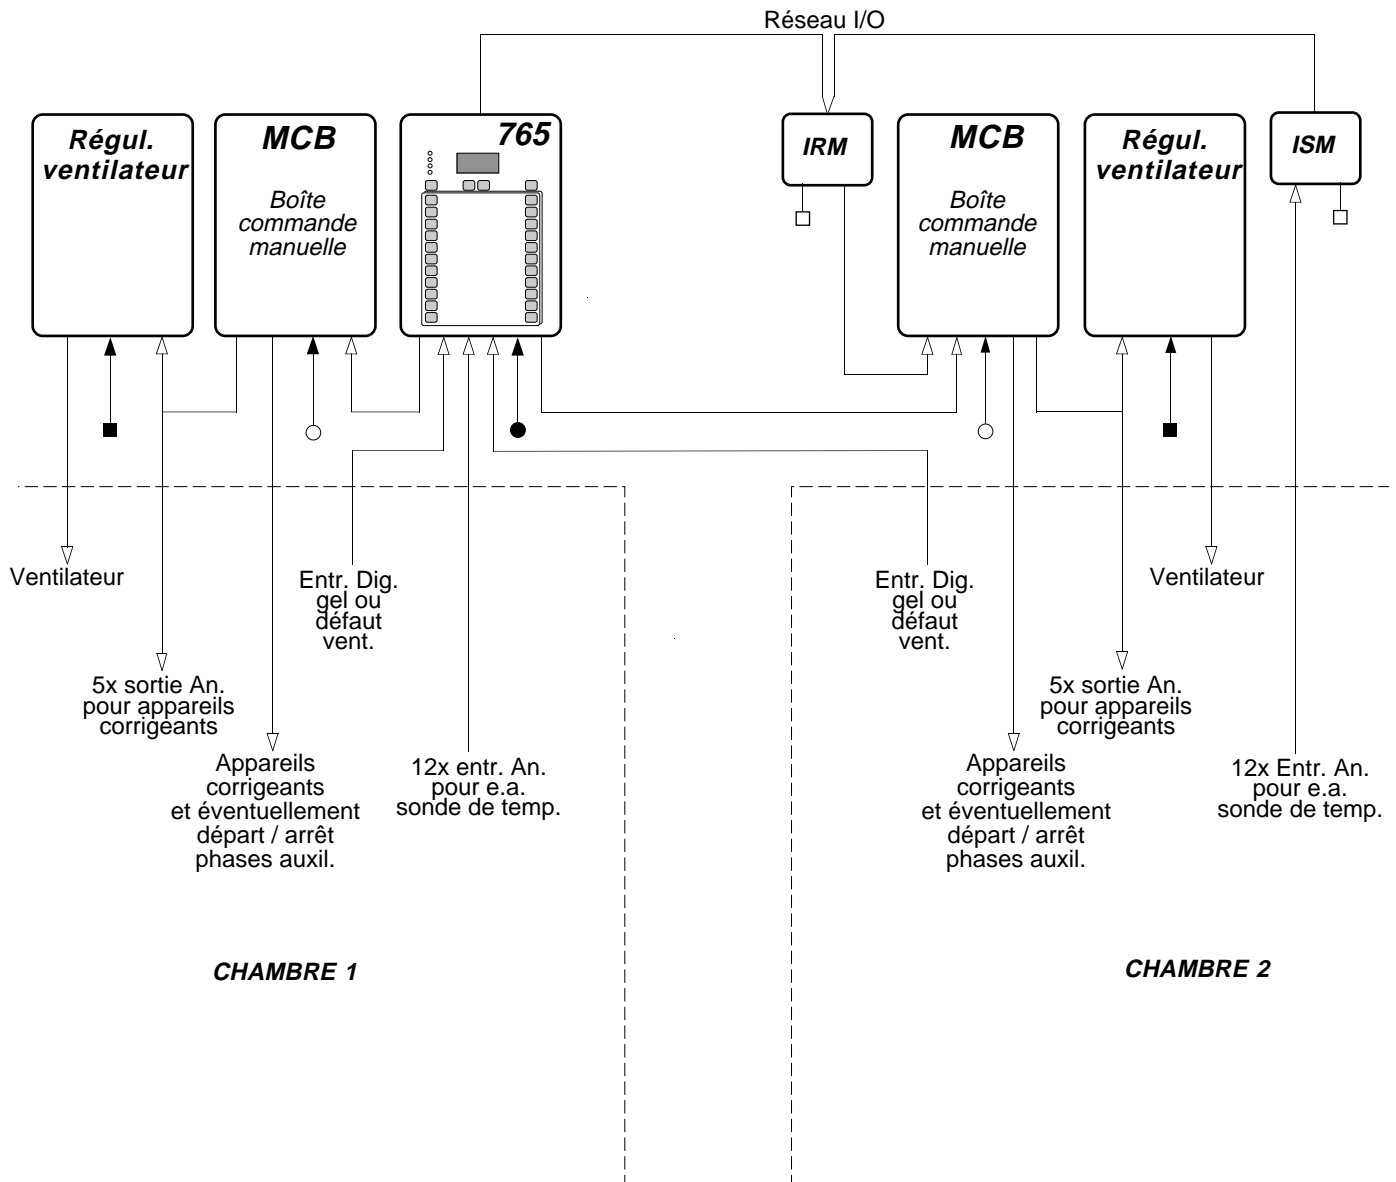 Réseau I/O
Régul.
ventilateur
MCB
Boîte
commande
manuelle
765
IRM
MCB
Boîte
commande
manuelle
Régul.
ventilateur
ISM
Ventilateur
Entr. Dig.
gel ou
défaut
vent.
5x sortie An.
pour appareils
corrigeants
Appareils
corrigeants
et éventuellement
départ / arrêt
phases auxil.
12x entr. An.
pour e.a.
sonde de temp.
Entr. Dig.
gel ou
défaut
vent.
Ventilateur
5x sortie An.
pour appareils
corrigeants
Appareils
corrigeants
et éventuellement
départ / arrêt
phases auxil.
12x Entr. An.
pour e.a.
sonde de temp.
CHAMBRE 1
CHAMBRE 2